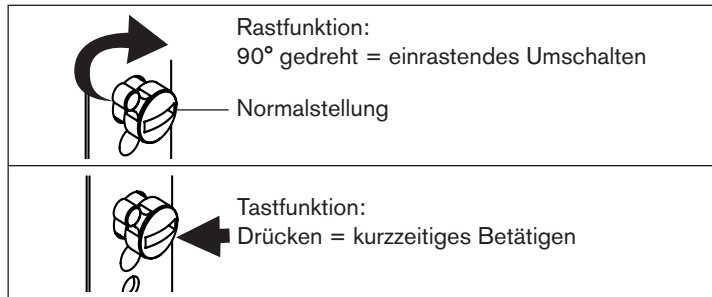 Rastfunktion:
90° gedreht = einrastendes Umschalten
Normalstellung
Tastfunktion:
Drücken = kurzzeitiges Betätigen